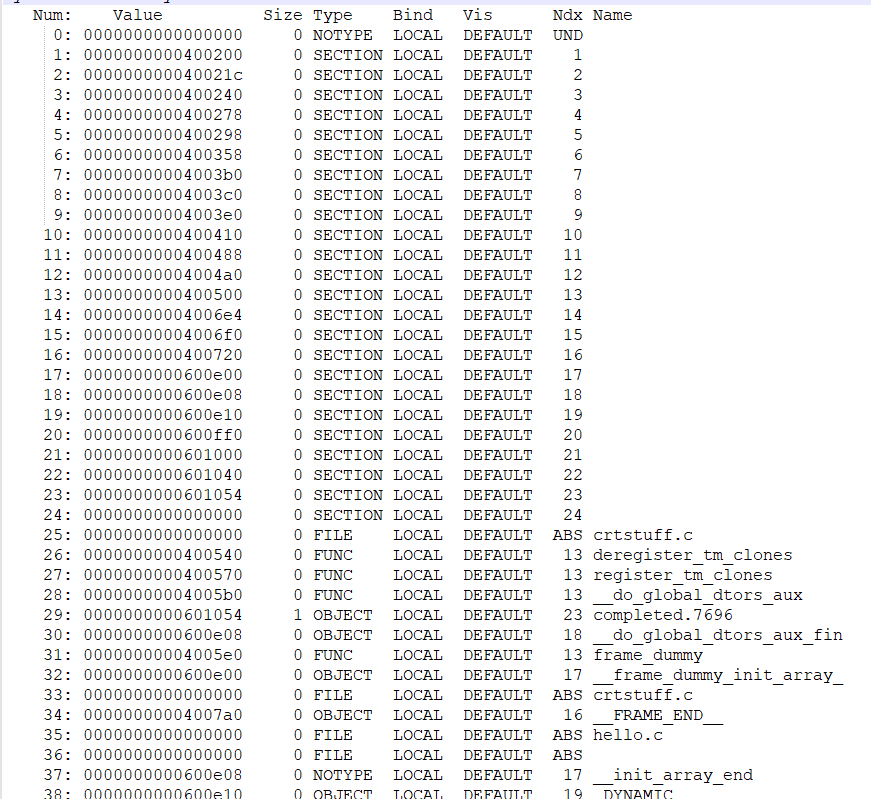 Num:    Value          Size Type    Bind   Vis      Ndx Name
0: 0000000000000000     0 NOTYPE  LOCAL  DEFAULT  UND
1: 0000000000400200     0 SECTION LOCAL  DEFAULT    1
2: 000000000040021c     0 SECTION LOCAL  DEFAULT    2
3: 0000000000400240     0 SECTION LOCAL  DEFAULT    3
4: 0000000000400278     0 SECTION LOCAL  DEFAULT    4
5: 0000000000400298     0 SECTION LOCAL  DEFAULT    5
6: 0000000000400358     0 SECTION LOCAL  DEFAULT    6
7: 00000000004003b0     0 SECTION LOCAL  DEFAULT    7
8: 00000000004003c0     0 SECTION LOCAL  DEFAULT    8
9: 00000000004003e0     0 SECTION LOCAL  DEFAULT    9
10: 0000000000400410     0 SECTION LOCAL  DEFAULT   10
11: 0000000000400488     0 SECTION LOCAL  DEFAULT   11
12: 00000000004004a0     0 SECTION LOCAL  DEFAULT   12
13: 0000000000400500     0 SECTION LOCAL  DEFAULT   13
14: 00000000004006e4     0 SECTION LOCAL  DEFAULT   14
15: 00000000004006f0     0 SECTION LOCAL  DEFAULT   15
16: 0000000000400720     0 SECTION LOCAL  DEFAULT   16
17: 0000000000600e00     0 SECTION LOCAL  DEFAULT   17
18: 0000000000600e08     0 SECTION LOCAL  DEFAULT   18
19: 0000000000600e10     0 SECTION LOCAL  DEFAULT   19
20: 0000000000600ff0     0 SECTION LOCAL  DEFAULT   20
21: 0000000000601000     0 SECTION LOCAL  DEFAULT   21
22: 0000000000601040     0 SECTION LOCAL  DEFAULT   22
23: 0000000000601054     0 SECTION LOCAL  DEFAULT   23
24: 0000000000000000     0 SECTION LOCAL  DEFAULT   24
25: 0000000000000000     0 FILE    LOCAL  DEFAULT  ABS crtstuff.c
26: 0000000000400540     0 FUNC    LOCAL  DEFAULT   13 deregister_tm_clones
27: 0000000000400570     0 FUNC    LOCAL  DEFAULT   13 register_tm_clones
28: 00000000004005b0     0 FUNC    LOCAL  DEFAULT   13 __do_global_dtors_aux
29: 0000000000601054     1 OBJECT  LOCAL  DEFAULT   23 completed.7696
30: 0000000000600e08     0 OBJECT  LOCAL  DEFAULT   18 __do_global_dtors_aux_fin
31: 00000000004005e0     0 FUNC    LOCAL  DEFAULT   13 frame_dummy
32: 0000000000600e00     0 OBJECT  LOCAL  DEFAULT   17 __frame_dummy_init_array_
33: 0000000000000000     0 FILE    LOCAL  DEFAULT  ABS crtstuff.c
34: 00000000004007a0     0 OBJECT  LOCAL  DEFAULT   16 __FRAME_END__
35: 0000000000000000     0 FILE    LOCAL  DEFAULT  ABS hello.c
36: 0000000000000000     0 FILE    LOCAL  DEFAULT  ABS
37: 0000000000600e08     0 NOTYPE  LOCAL  DEFAULT   17 __init_array_end
38: 0000000000600e10     0 OBJECT  LOCAL  DEFAULT   19 _DYNAMIC